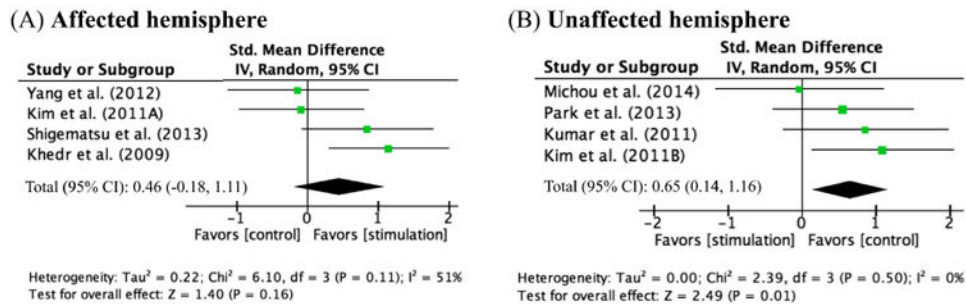 (A) Affected hemisphere
Std. Mean Difference
Study or Subgroup IV, Random, 95% CI
Yang et al. (2012)
Kim et al. (2011A)
Shigematsu et al. (2013)
Khedr et al. (2009)
Total (95% CI): 0.46 (-0.18, 1.11)
-1 0 1 2
Favors [control] Favors [stimulation]
Heterogeneity: Tau² = 0.22; Chi² = 6.10, df = 3 (P = 0.11); I² = 51%
Test for overall effect: Z = 1.40 (P = 0.16)
(B) Unaffected hemisphere
Std. Mean Difference
Study or Subgroup IV, Random, 95% CI
Michou et al. (2014)
Park et al. (2013)
Kumar et al. (2011)
Kim et al. (2011B)
Total (95% CI): 0.65 (0.14, 1.16)
-2 -1 0 1 2
Favors [control] Favors [stimulation]
Heterogeneity: Tau² = 0.00; Chi² = 2.39, df = 3 (P = 0.50); I² = 0%
Test for overall effect: Z = 2.49 (P = 0.01)